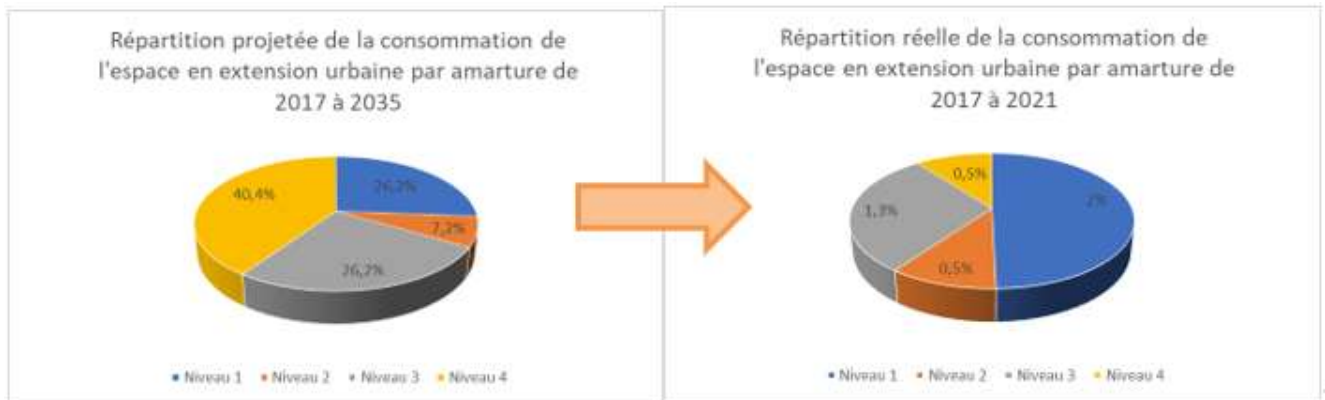 Répartition projetée de la consommation de
l'espace en extension urbaine par amarture de
2017 à 2035
26,2%
7,2%
26,2%
40,4%
Niveau 1 Niveau 2 Niveau 3 Niveau 4
Répartition réelle de la consommation de
l'espace en extension urbaine par amarture de
2017 à 2021
2%
0,5%
1,3%
0,5%
Niveau 1 Niveau 2 Niveau 3 Niveau 4